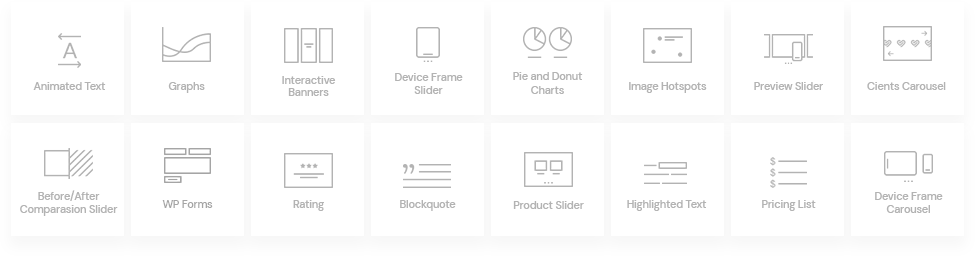 Animated Text
Graphs
Interactive
Banners
Device Frame
Slider
Pie and Donut
Charts
Image Hotspots
Preview Slider
Cients Carousel
Before/After
Comparasion Slider
WP Forms
Rating
Blockquote
Product Slider
Highlighted Text
Pricing List
Device Frame
Carousel